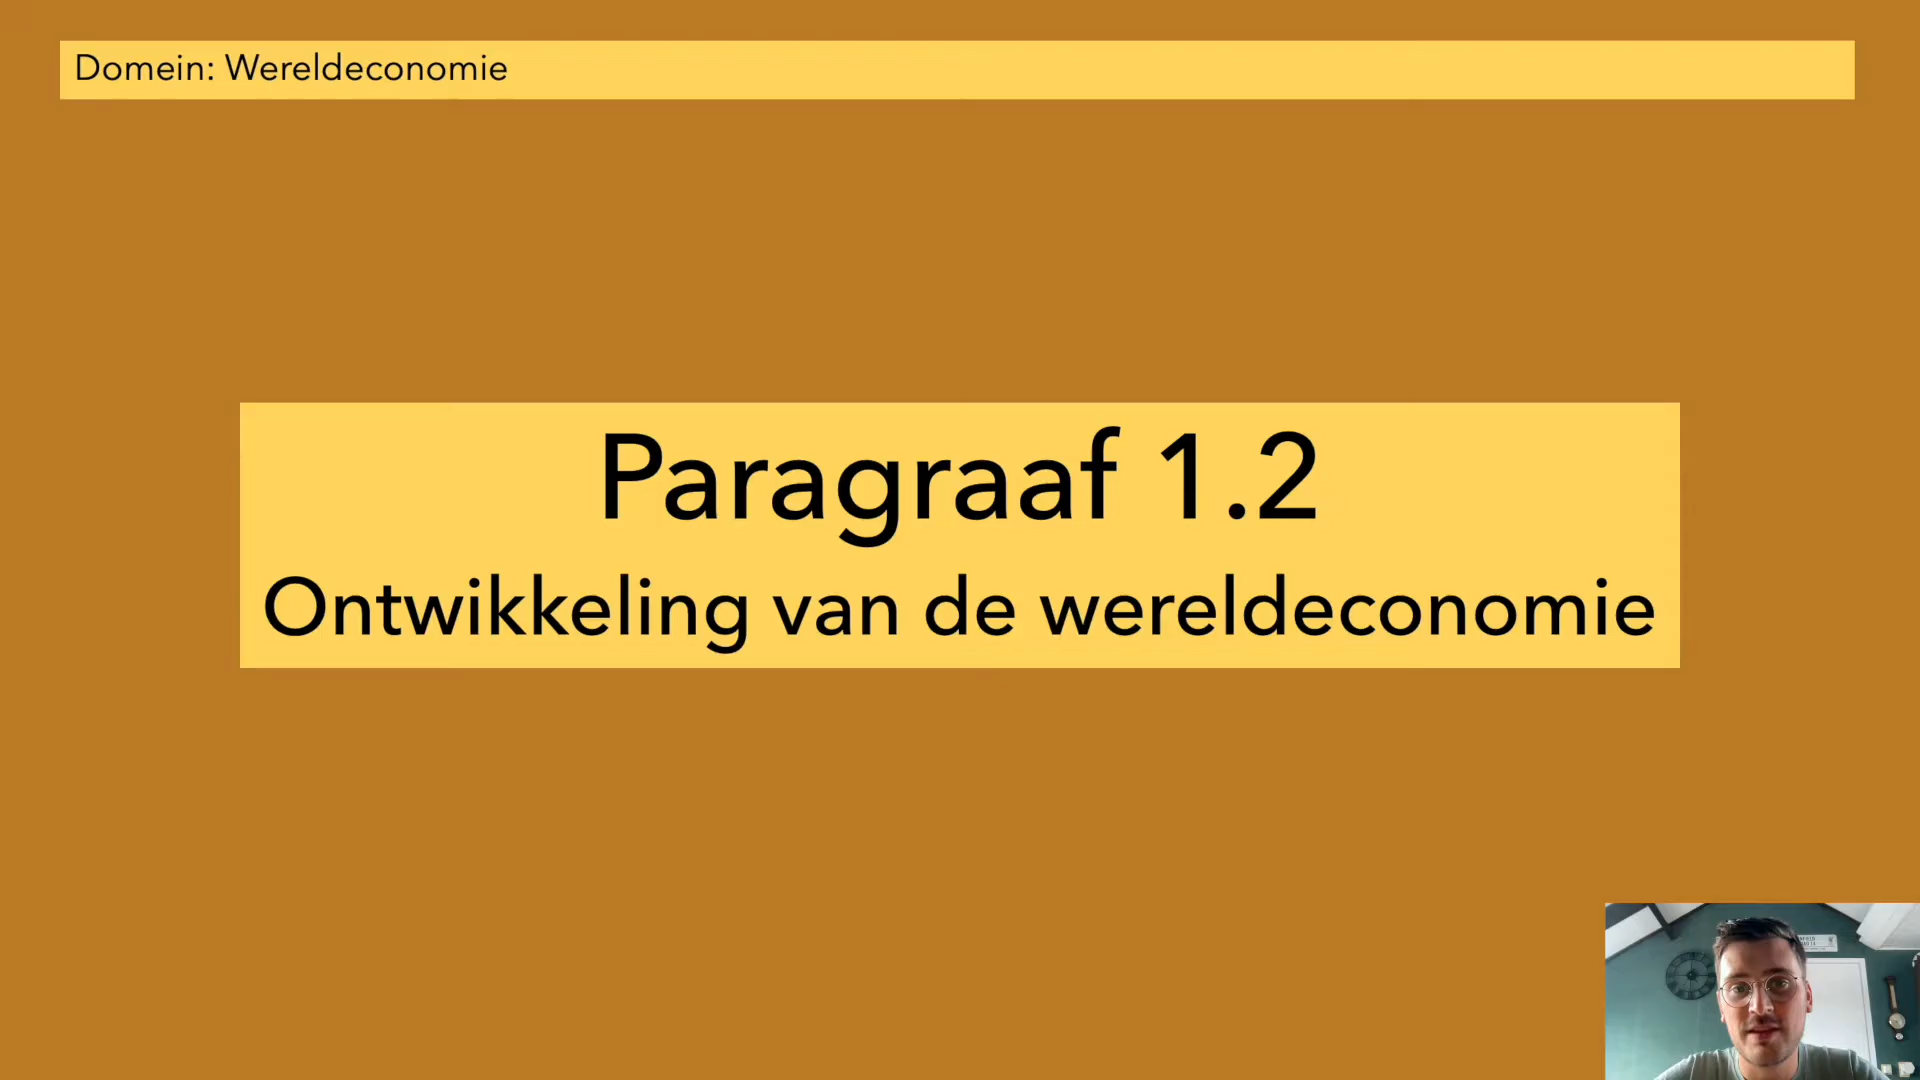 Domein: Wereldeconomie
Paragraaf 1.2
Ontwikkeling van de wereldeconomie